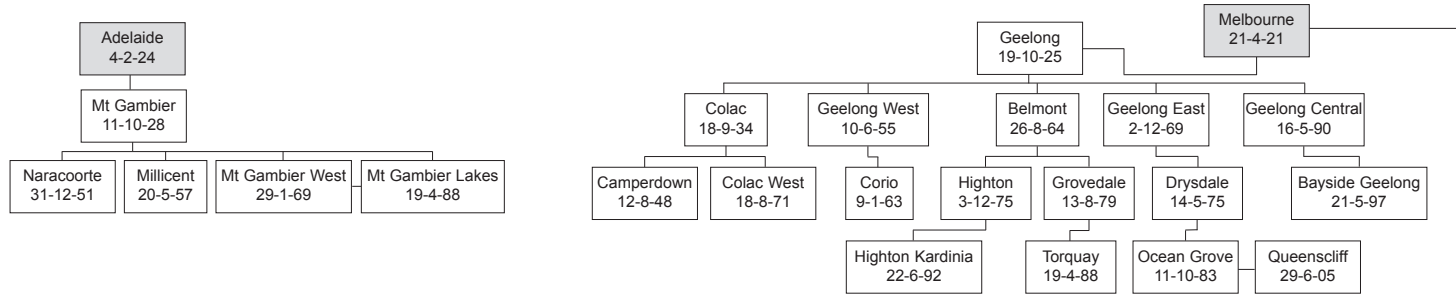 Adelaide
4-2-24
Mt Gambier
11-10-28
Naracoorte
31-12-51
Millicent
20-5-57
Mt Gambier West
29-1-69
Mt Gambier Lakes
19-4-88
Melbourne
21-4-21
Geelong
19-10-25
Colac
18-9-34
Geelong West
10-6-55
Belmont
26-8-64
Geelong East
2-12-69
Geelong Central
16-5-90
Camperdown
12-8-48
Colac West
18-8-71
Corio
9-1-63
Highton
3-12-75
Grovedale
13-8-79
Drysdale
14-5-75
Bayside Geelong
21-5-97
Highton Kardinia
22-6-92
Torquay
19-4-88
Ocean Grove
11-10-83
Queenscliff
29-6-05